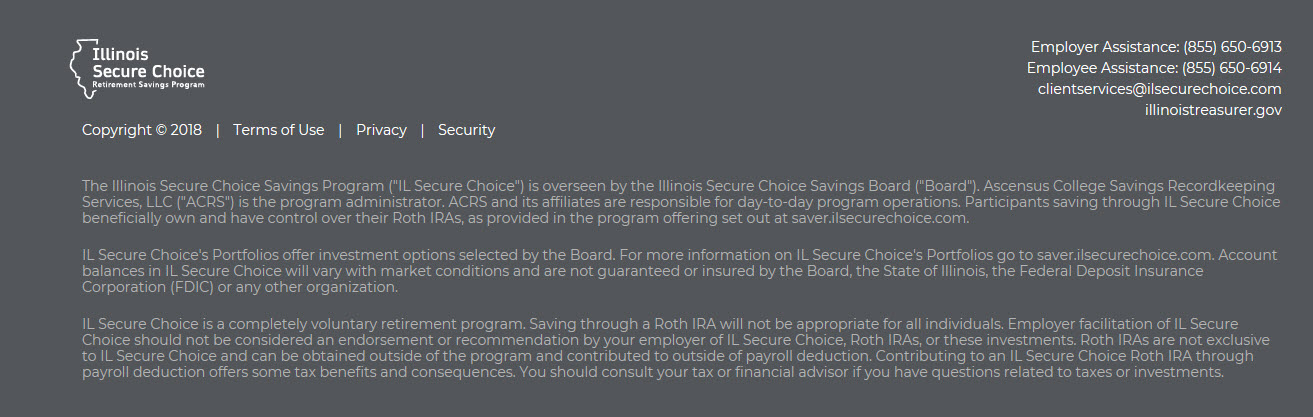 Illinois
Secure Choice
Retirement Savings Program
Employer Assistance: (855) 650-6913
Employee Assistance: (855) 650-6914
clientservices@ilsecurechoice.com
illinoistreasurer.gov
Copyright © 2018 | Terms of Use | Privacy | Security
The Illinois Secure Choice Savings Program ("IL Secure Choice") is overseen by the Illinois Secure Choice Savings Board ("Board"). Ascensus College Savings Recordkeeping
Services, LLC ("ACRS") is the program administrator. ACRS and its affiliates are responsible for day-to-day program operations. Participants saving through IL Secure Choice
beneficially own and have control over their Roth IRAs, as provided in the program offering set out at saver.ilsecurechoice.com.
IL Secure Choice's Portfolios offer investment options selected by the Board. For more information on IL Secure Choice's Portfolios go to saver.ilsecurechoice.com. Account
balances in IL Secure Choice will vary with market conditions and are not guaranteed or insured by the Board, the State of Illinois, the Federal Deposit Insurance
Corporation (FDIC) or any other organization.
IL Secure Choice is a completely voluntary retirement program. Saving through a Roth IRA will not be appropriate for all individuals. Employer facilitation of IL Secure
Choice should not be considered an endorsement or recommendation by your employer of IL Secure Choice, Roth IRAs, or these investments. Roth IRAs are not exclusive
to IL Secure Choice and can be obtained outside of the program and contributed to outside of payroll deduction. Contributing to an IL Secure Choice Roth IRA through
payroll deduction offers some tax benefits and consequences. You should consult your tax or financial advisor if you have questions related to taxes or investments.